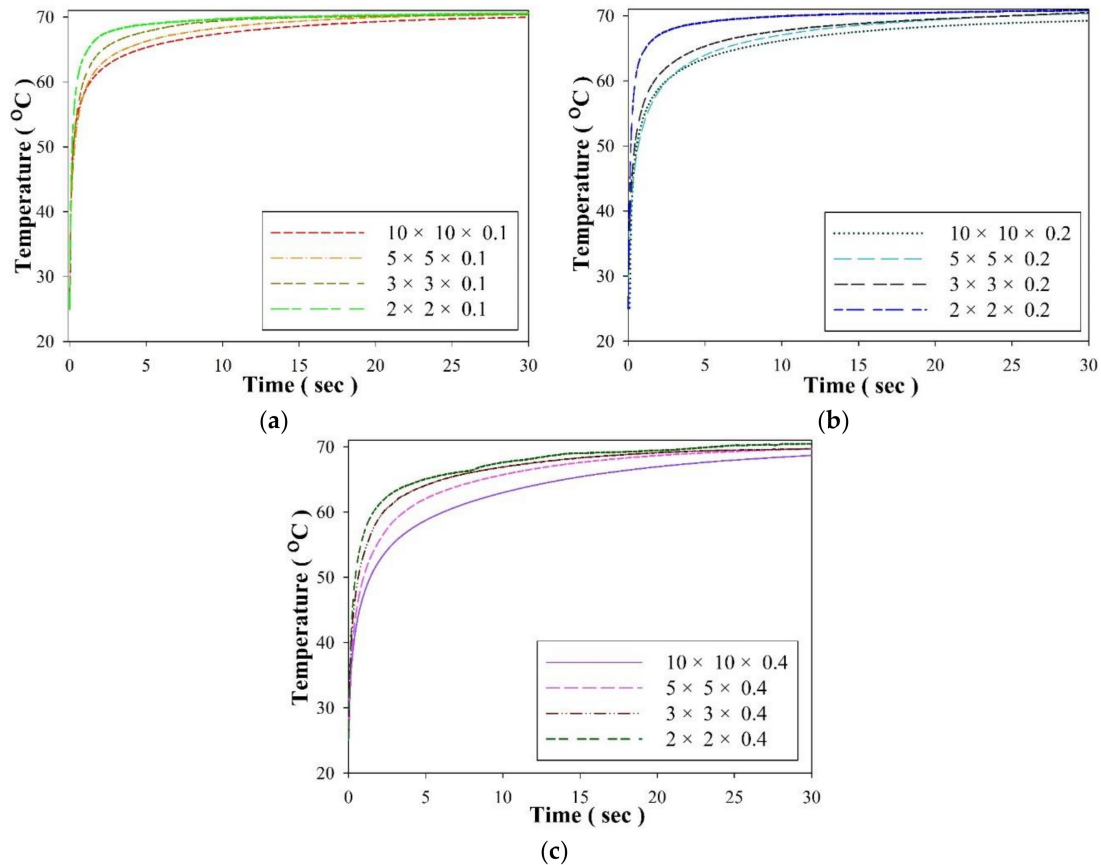 Temperature ( °C )
70
60
50
40
30
20
10 × 10 × 0.1
5 × 5 × 0.1
3 × 3 × 0.1
2 × 2 × 0.1
0 5 10 15 20 25 30
Time ( sec )
(a)
Temperature ( °C )
70
60
50
40
30
20
10 × 10 × 0.2
5 × 5 × 0.2
3 × 3 × 0.2
2 × 2 × 0.2
0 5 10 15 20 25 30
Time ( sec )
(b)
Temperature ( °C )
70
60
50
40
30
20
10 × 10 × 0.4
5 × 5 × 0.4
3 × 3 × 0.4
2 × 2 × 0.4
0 5 10 15 20 25 30
Time ( sec )
(c)